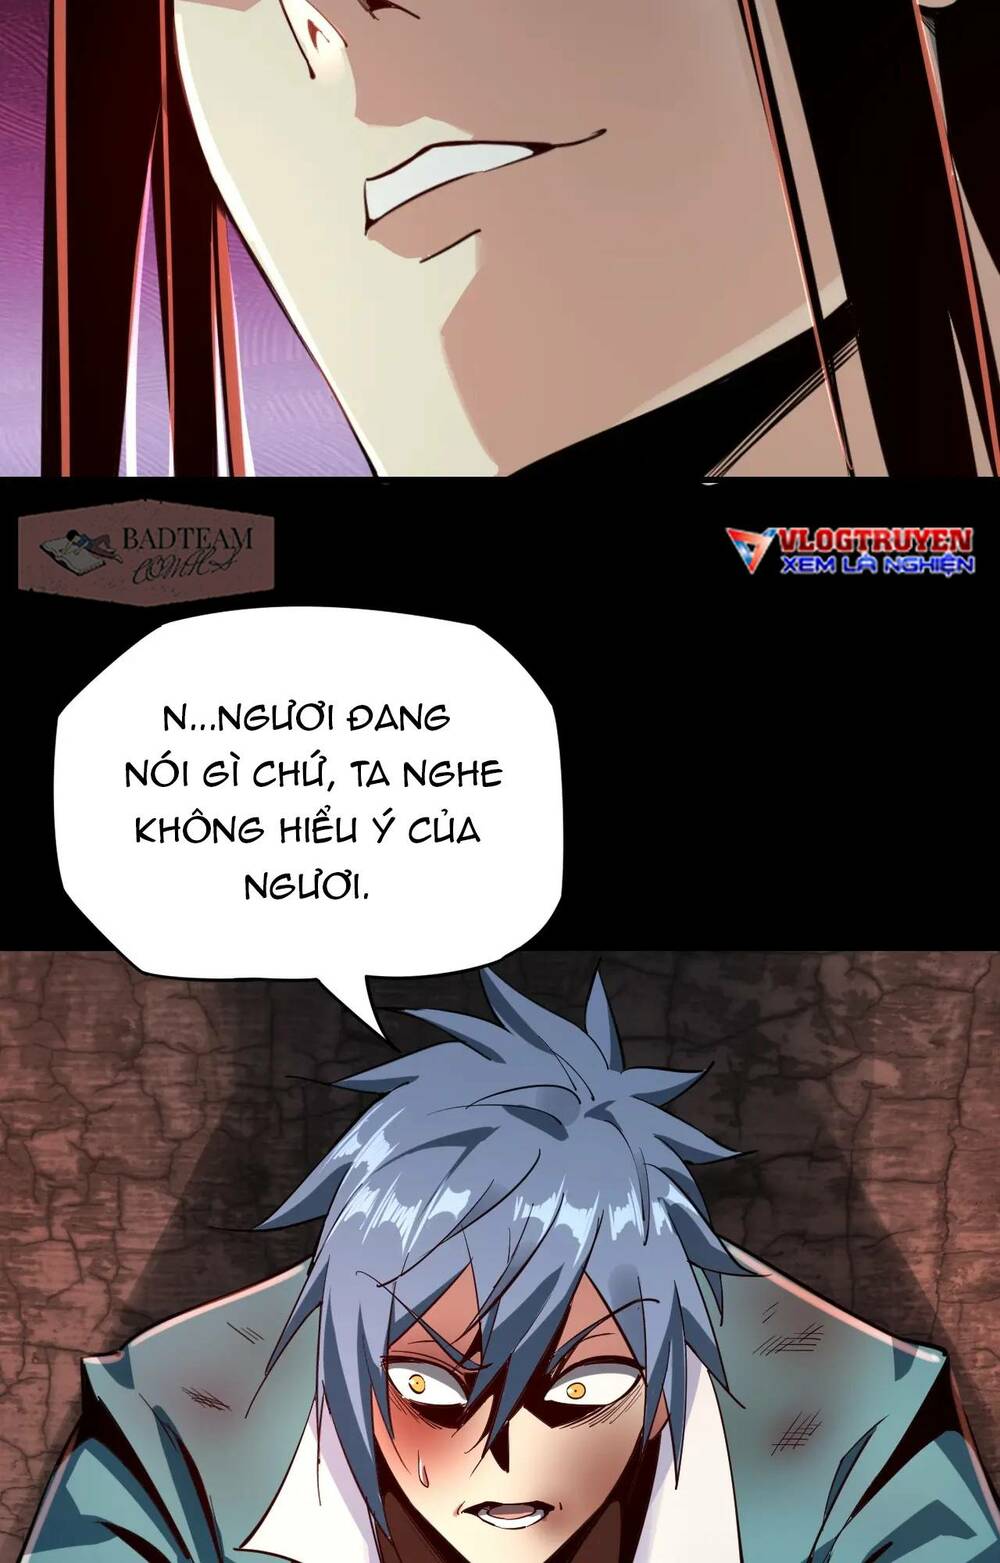 BADTEAM
COMICS
VLOGTRUYEN
XEM LÀ NGHIỆN
N...NGƯƠI ĐANG
NÓI GÌ CHỨ, TA NGHE
KHÔNG HIỂU Ý CỦA
NGƯƠI.